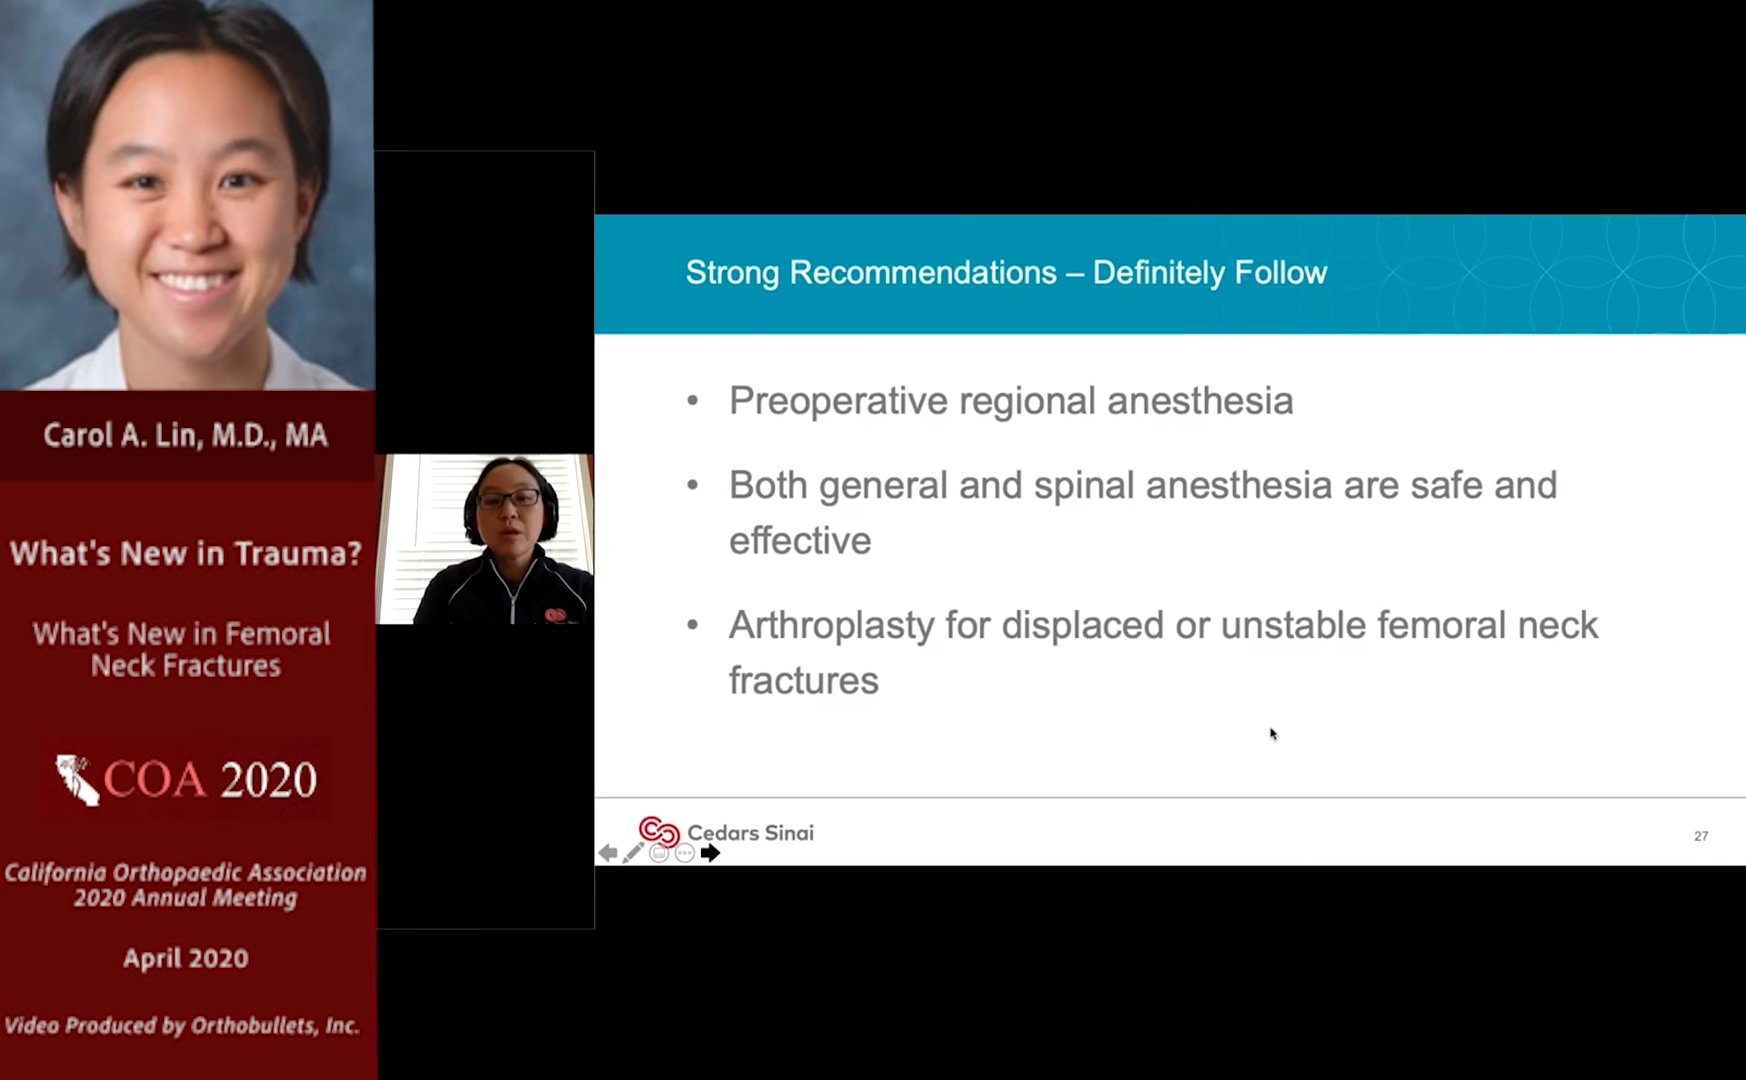 Carol A. Lin, M.D., MA
What's New in Trauma?
What's New in Femoral
Neck Fractures
COA 2020
California Orthopaedic Association
2020 Annual Meeting
April 2020
Video Produced by Orthobullets, Inc.
Strong Recommendations – Definitely Follow
• Preoperative regional anesthesia
• Both general and spinal anesthesia are safe and
effective
• Arthroplasty for displaced or unstable femoral neck
fractures
Cedars Sinai
27